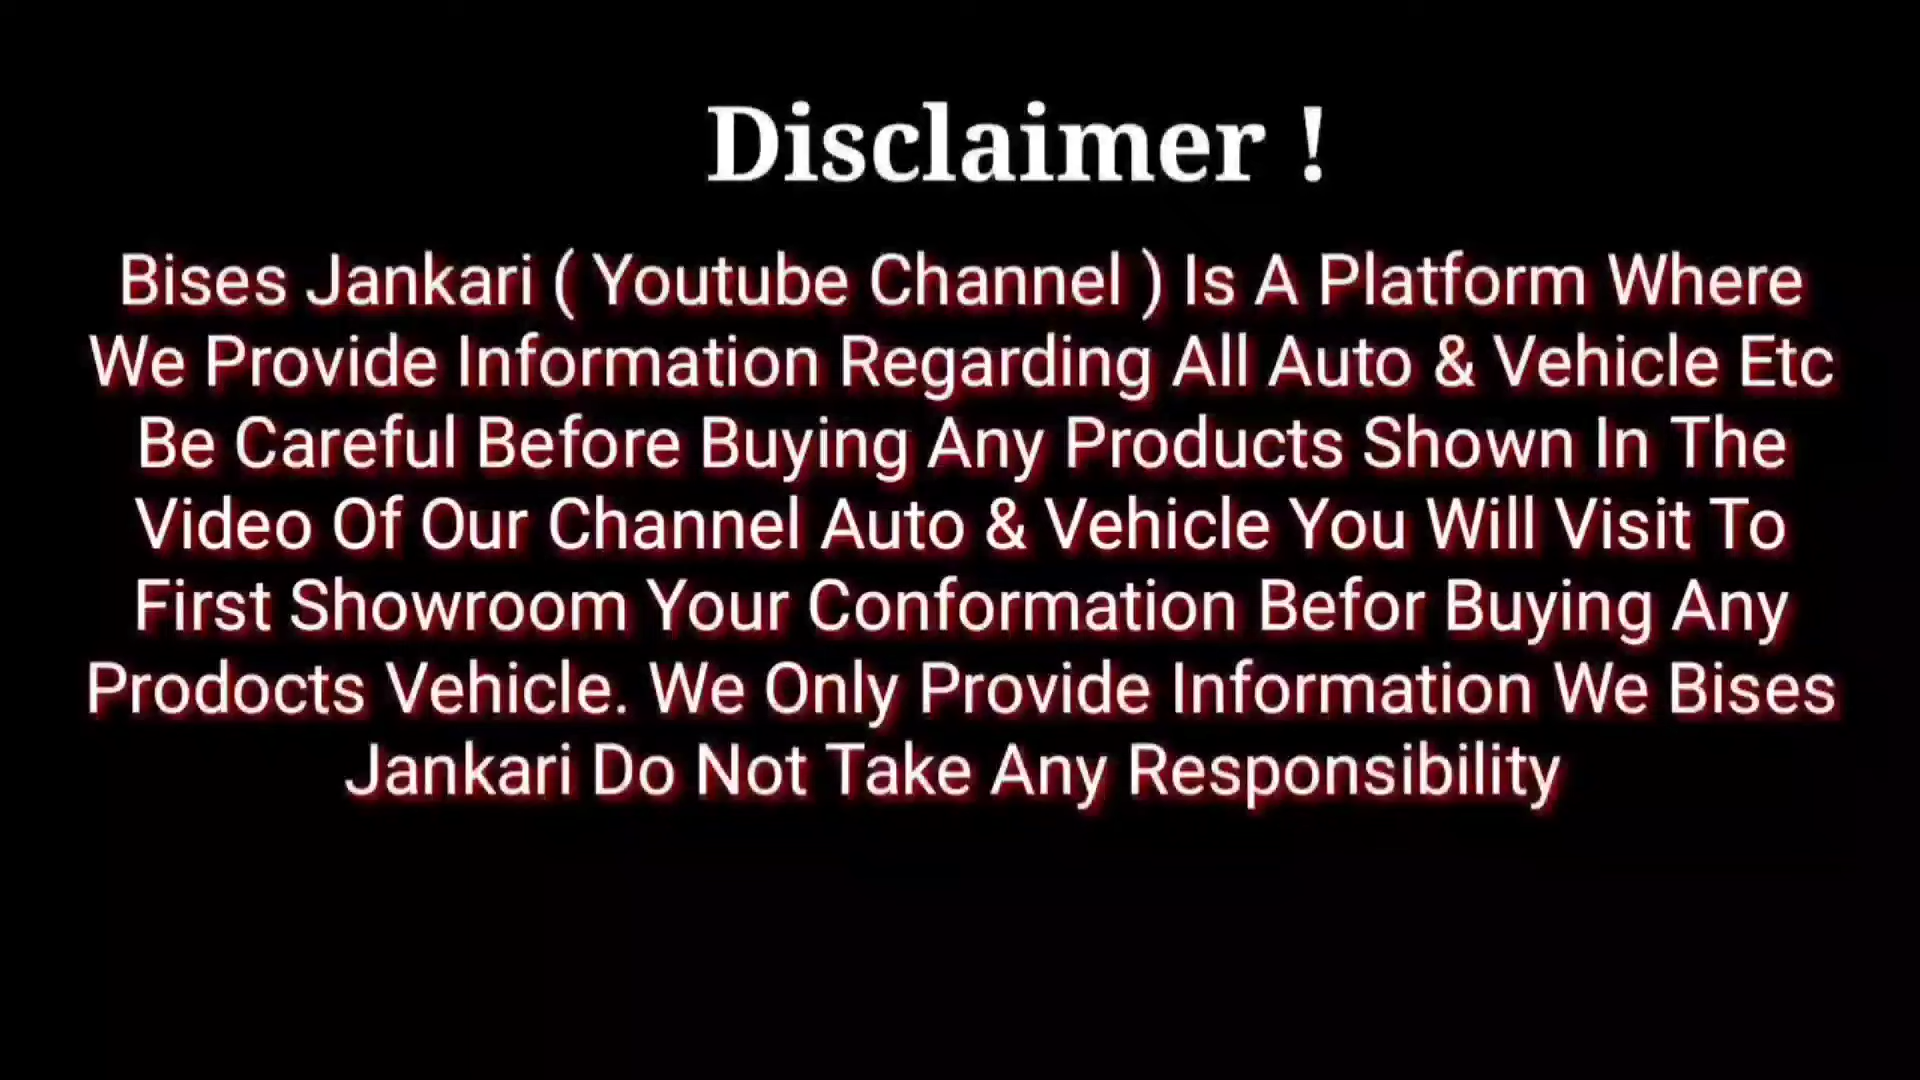 Disclaimer !
Bises Jankari ( Youtube Channel ) Is A Platform Where
We Provide Information Regarding All Auto & Vehicle Etc
Be Careful Before Buying Any Products Shown In The
Video Of Our Channel Auto & Vehicle You Will Visit To
First Showroom Your Conformation Befor Buying Any
Prodocts Vehicle. We Only Provide Information We Bises
Jankari Do Not Take Any Responsibility